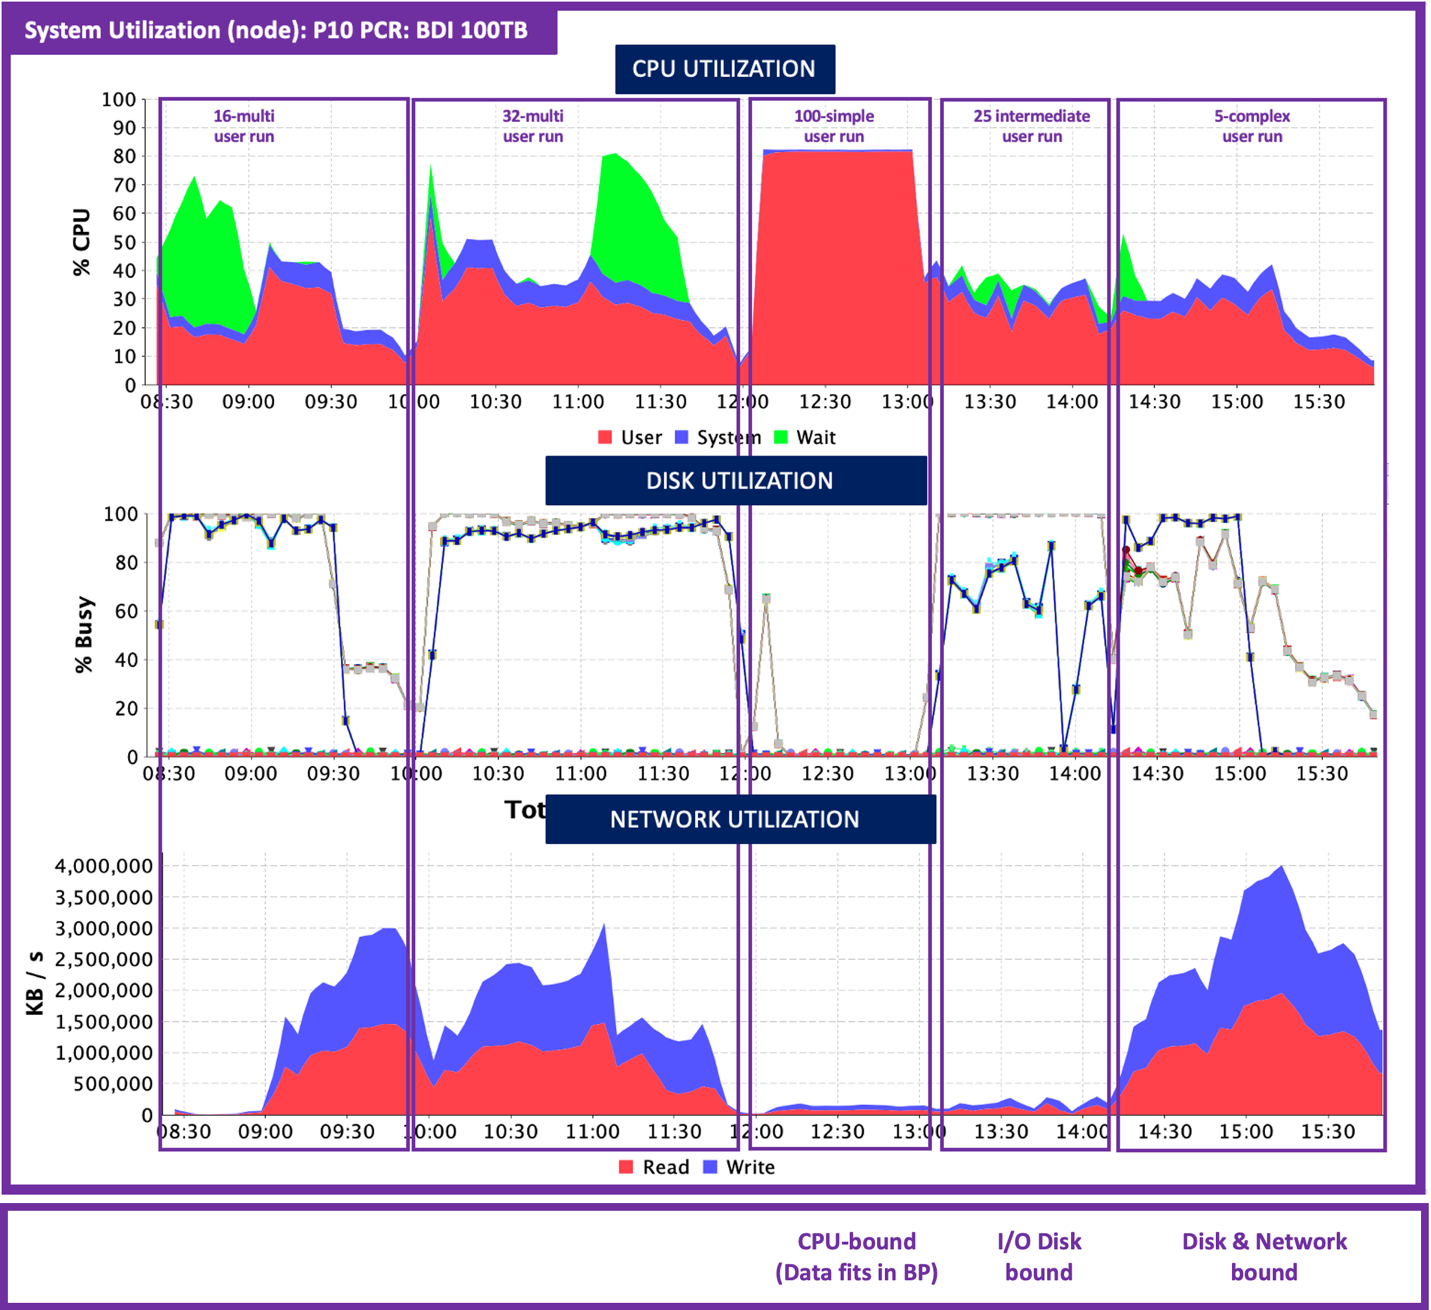 System Utilization (node): P10 PCR: BDI 100TB
CPU UTILIZATION
16-multi
user run
32-multi
user run
100-simple
user run
25 intermediate
user run
5-complex
user run
% CPU
100
90
80
70
60
50
40
30
20
10
0
08:30 09:00 09:30 10:00 10:30 11:00 11:30 12:00 12:30 13:00 13:30 14:00 14:30 15:00 15:30
User System Wait
DISK UTILIZATION
% Busy
100
80
60
40
20
0
08:30 09:00 09:30 10:00 10:30 11:00 11:30 12:00 12:30 13:00 13:30 14:00 14:30 15:00 15:30
Tot
NETWORK UTILIZATION
KB / s
4,000,000
3,500,000
3,000,000
2,500,000
2,000,000
1,500,000
1,000,000
500,000
0
08:30 09:00 09:30 10:00 10:30 11:00 11:30 12:00 12:30 13:00 13:30 14:00 14:30 15:00 15:30
Read Write
CPU-bound
(Data fits in BP)
I/O Disk
bound
Disk & Network
bound